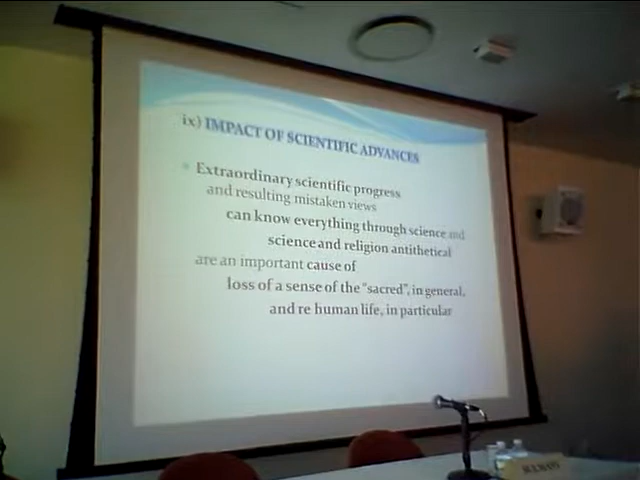 ix) IMPACT OF SCIENTIFIC ADVANCES
Extraordinary scientific progress
and resulting mistaken views
can know everything through science and
science and religion antithetical
are an important cause of
loss of a sense of the "sacred", in general,
and re human life, in particular